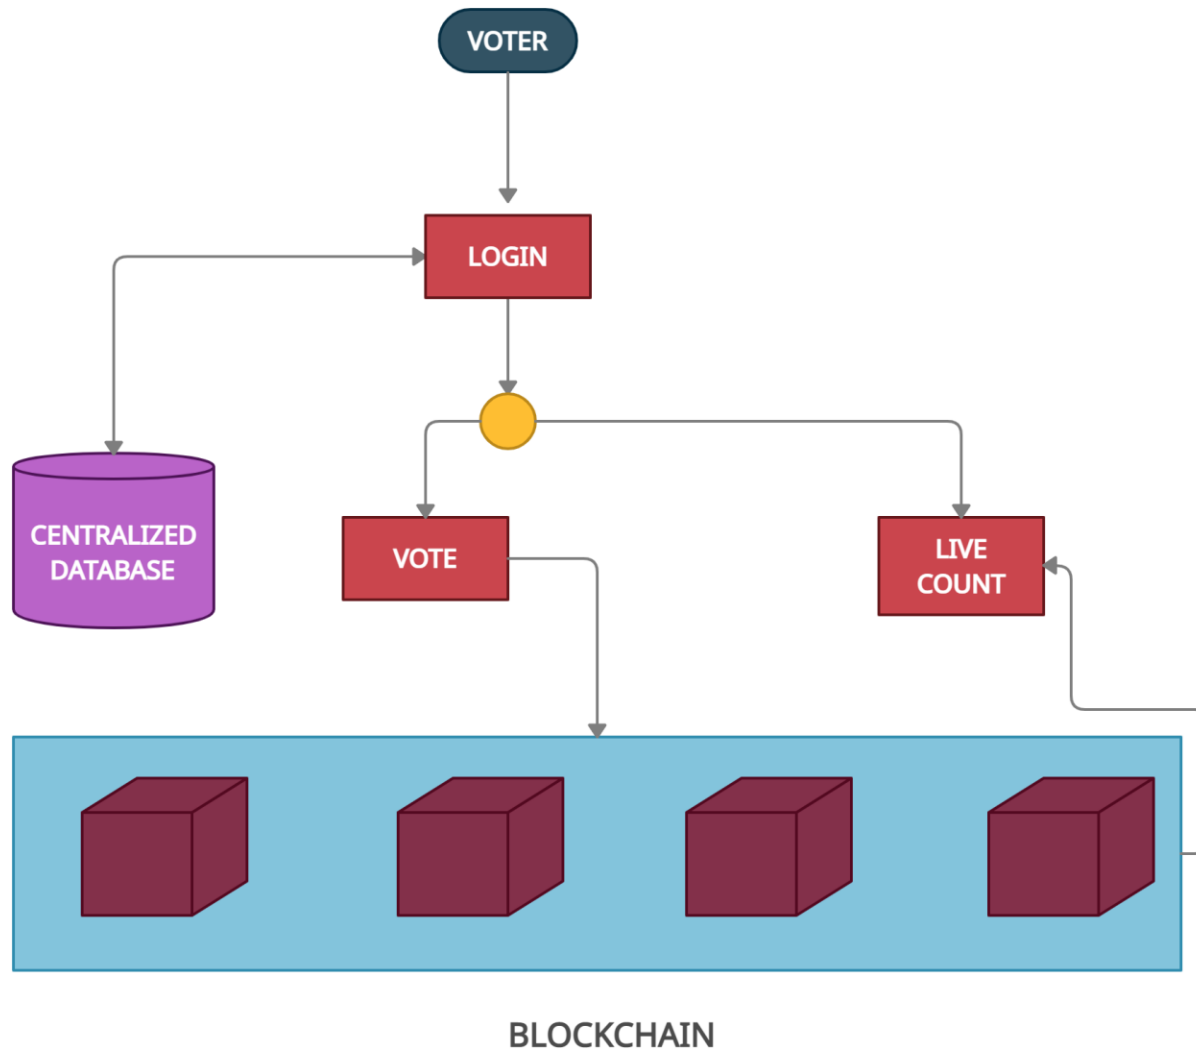 VOTER
LOGIN
CENTRALIZED
DATABASE
VOTE
LIVE
COUNT
BLOCKCHAIN